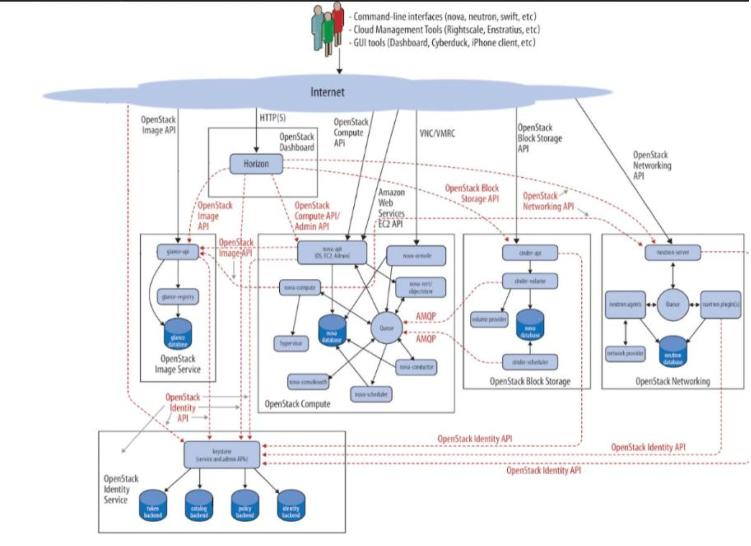 - Command-line interfaces (nova, neutron, swift, etc)
- Cloud Management Tools (Rightscale, Enstratius, etc)
- GUI tools (Dashboard, Cyberduck, iPhone client, etc)
Internet
OpenStack
Image API
HTTP(S)
OpenStack
Dashboard
OpenStack
Compute
API
VNC/VMRC
OpenStack
Block Storage
API
OpenStack
Networking
API
Horizon
Amazon
Web
Services
EC2 API
OpenStack Block
Storage API
OpenStack
Networking API
OpenStack
Image
API
OpenStack
Compute API/
Admin API
OpenStack
Image API
glance-api
glance-registry
glance
database
OpenStack
Image Service
nova-api
(OS, EC2, Admin)
nova-console
nova-compute
nova-cert/
objectstore
nova
database
Queue
hypervisor
nova-conductor
nova-consoleauth
nova-scheduler
OpenStack Compute
AMQP
AMQP
cinder-api
cinder-volume
volume provider
nova
database
cinder-scheduler
OpenStack Block Storage
neutron-server
neutron agents
Queue
neutron plugin(s)
network provider
neutron
database
OpenStack Networking
OpenStack
Identity
API
OpenStack Identity API
OpenStack Identity API
OpenStack Identity API
keystone
(service and admin APIs)
OpenStack
Identity
Service
token
backend
catalog
backend
policy
backend
identity
backend